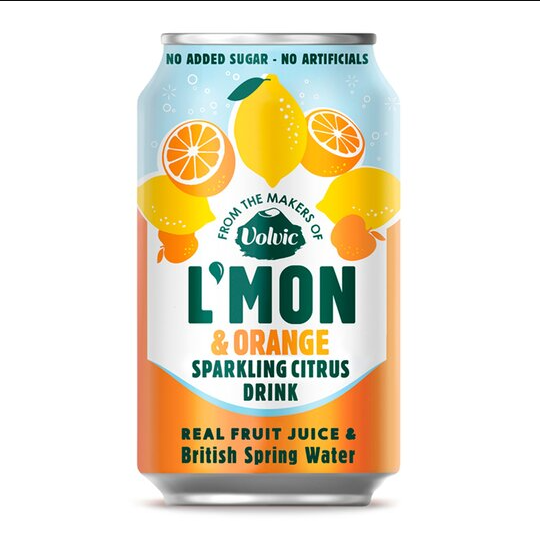 NO ADDED SUGAR - NO ARTIFICIALS
FROM THE MAKERS OF
Volvic
L'MON
& ORANGE
SPARKLING CITRUS
DRINK
REAL FRUIT JUICE &
British Spring Water